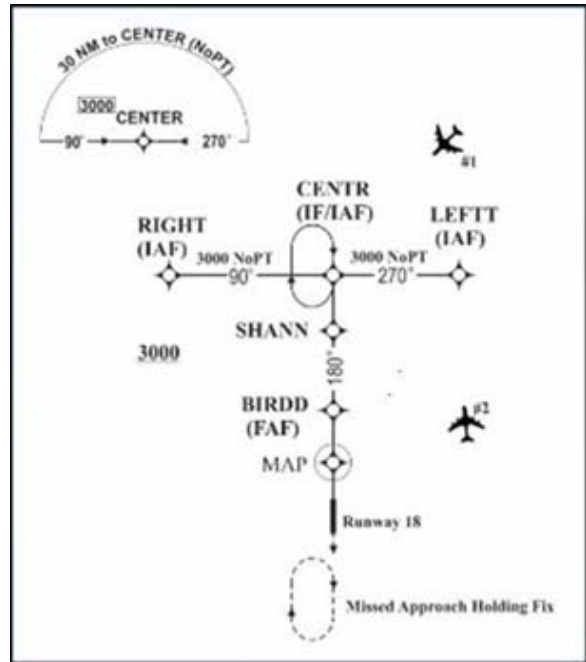 30 NM to CENTER (NoPT)
3000
CENTER
90°
270°
#1
CENTR
(IF/IAF)
RIGHT
(IAF)
LEFTT
(IAF)
3000 NoPT
3000 NoPT
90°
270°
SHANN
3000
180°
BIRDD
(FAF)
#2
MAP
Runway 18
Missed Approach Holding Fix